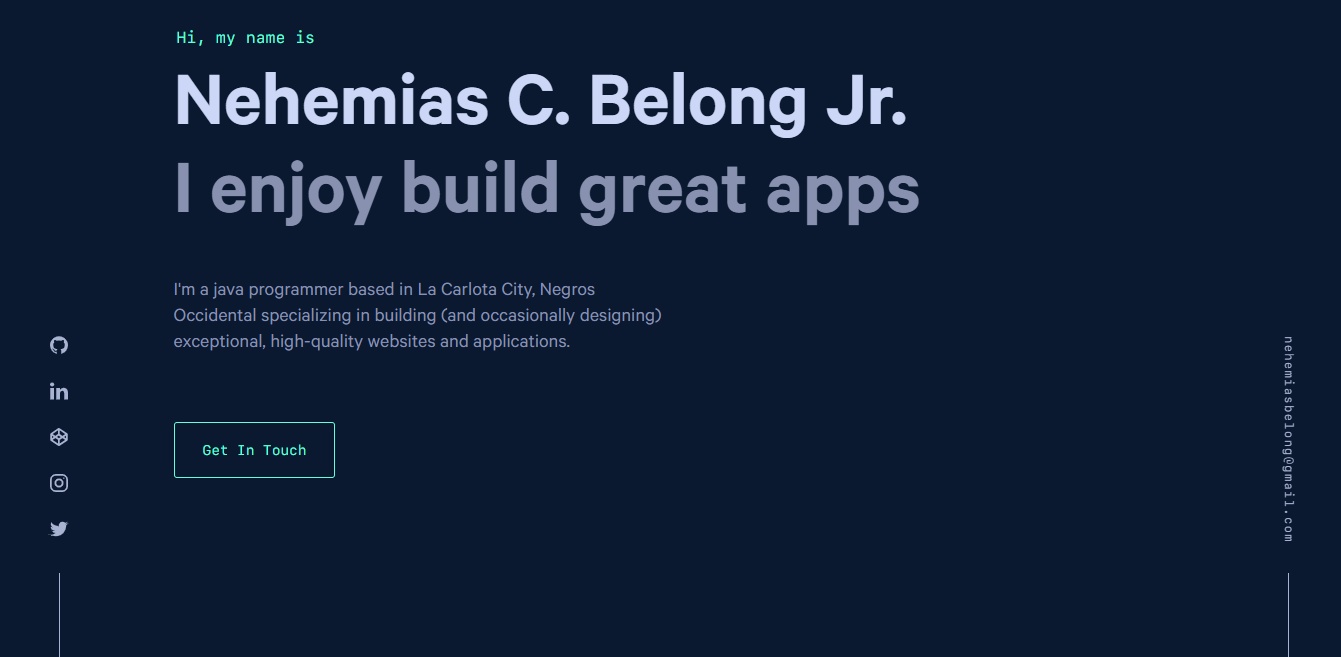 Hi, my name is
Nehemias C. Belong Jr.
I enjoy build great apps
I'm a java programmer based in La Carlota City, Negros
Occidental specializing in building (and occasionally designing)
exceptional, high-quality websites and applications.
Get In Touch
nehemiasbelong@gmail.com